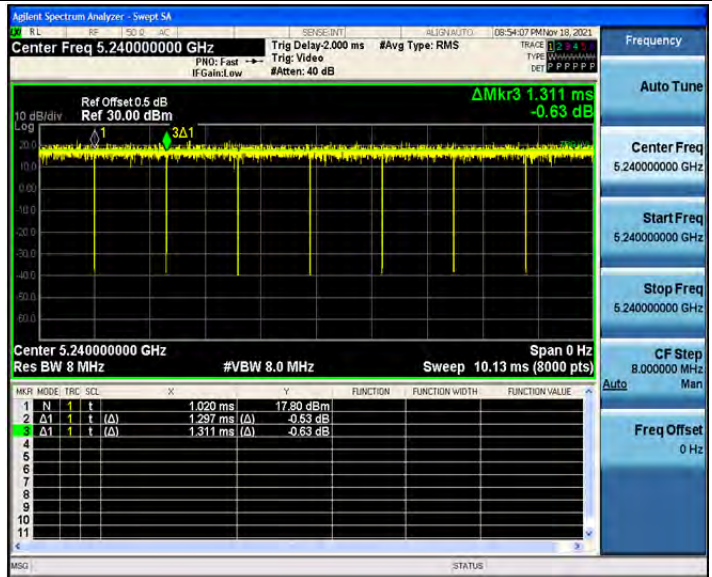 Agilent Spectrum Analyzer - Swept SA
RL RF 50 Ω AC SENSE:INT ALIGNAUTO 08:54:07 PM Nov 18, 2021
Center Freq 5.240000000 GHz Trig Delay-2.000 ms #Avg Type: RMS TRACE 1 2 3 4 5 6
PNO: Fast Trig: Video TYPE
IFGain:Low #Atten: 40 dB DET P P P P P P
Frequency
Auto Tune
Center Freq
5.240000000 GHz
Start Freq
5.240000000 GHz
Stop Freq
5.240000000 GHz
CF Step
8.000000 MHz
Auto Man
Freq Offset
0 Hz
ΔMkr3 1.311 ms
-0.63 dB
Ref Offset 0.5 dB
10 dB/div Ref 30.00 dBm
Log
1 3Δ1
20.0
10.0
0.00
-10.0
-20.0
-30.0
-40.0
-50.0
-60.0
Center 5.240000000 GHz Span 0 Hz
Res BW 8 MHz #VBW 8.0 MHz Sweep 10.13 ms (8000 pts)
MKR MODE TRC SCL X Y FUNCTION FUNCTION WIDTH FUNCTION VALUE
1 N 1 t 1.020 ms 17.80 dBm
2 Δ1 1 t (Δ) 1.297 ms (Δ) -0.53 dB
3 Δ1 1 t (Δ) 1.311 ms (Δ) -0.63 dB
4
5
6
7
8
9
10
11
MSG STATUS